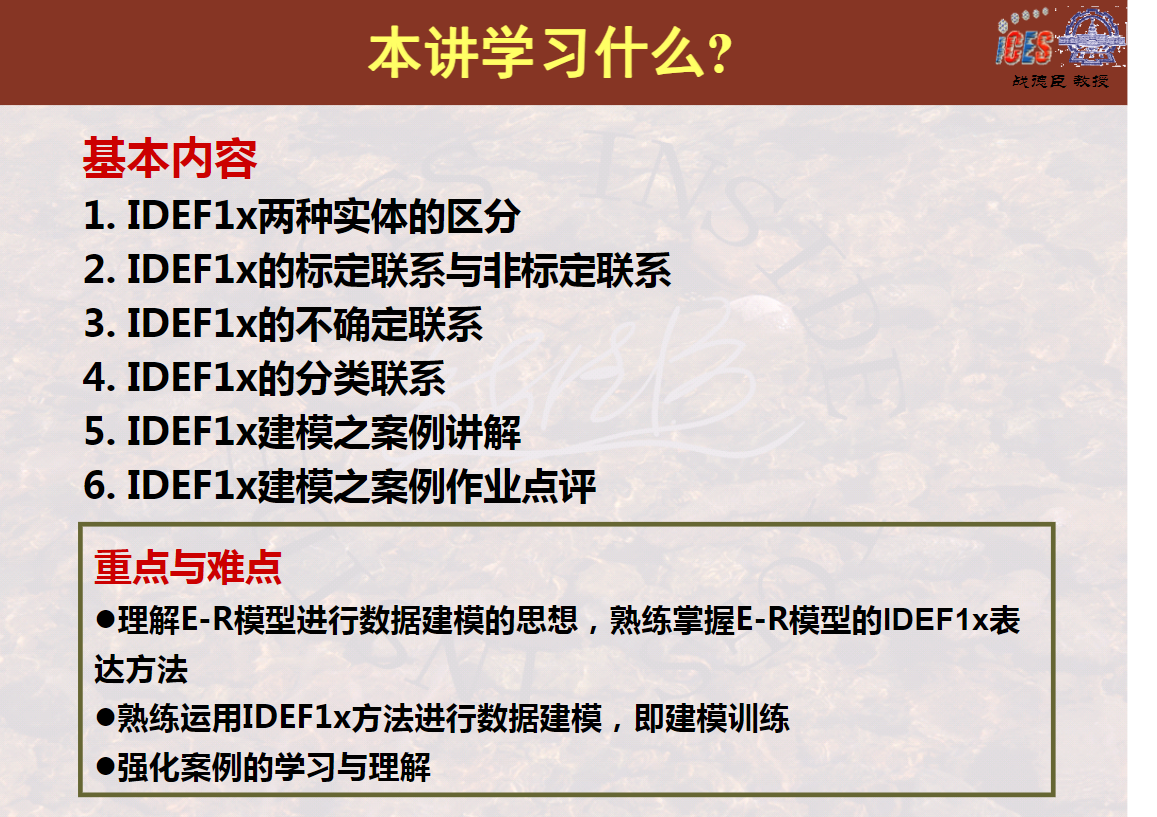 本讲学习什么?
iCES
战德臣 教授
基本内容
1. IDEF1x两种实体的区分
2. IDEF1x的标定联系与非标定联系
3. IDEF1x的不确定联系
4. IDEF1x的分类联系
5. IDEF1x建模之案例讲解
6. IDEF1x建模之案例作业点评
重点与难点
●理解E-R模型进行数据建模的思想，熟练掌握E-R模型的IDEF1x表
达方法
●熟练运用IDEF1x方法进行数据建模，即建模训练
●强化案例的学习与理解